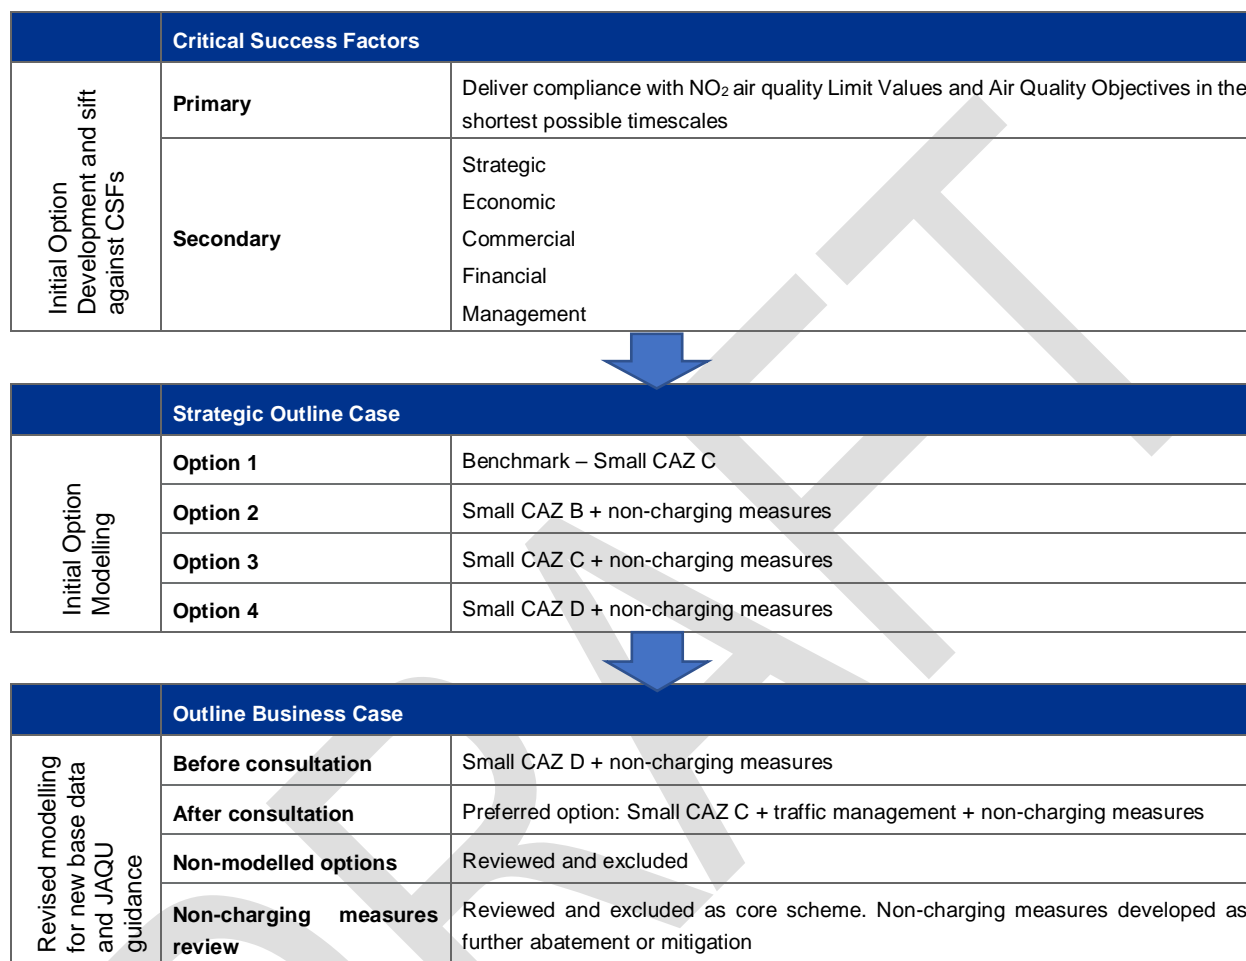 Critical Success Factors
Initial Option
Development and sift
against CSFs
Primary
Deliver compliance with NO₂ air quality Limit Values and Air Quality Objectives in the
shortest possible timescales
Secondary
Strategic
Economic
Commercial
Financial
Management
Strategic Outline Case
Initial Option
Modelling
Option 1
Benchmark – Small CAZ C
Option 2
Small CAZ B + non-charging measures
Option 3
Small CAZ C + non-charging measures
Option 4
Small CAZ D + non-charging measures
Outline Business Case
Revised modelling
for new base data
and JAQU
guidance
Before consultation
Small CAZ D + non-charging measures
After consultation
Preferred option: Small CAZ C + traffic management + non-charging measures
Non-modelled options
Reviewed and excluded
Non-charging measures
review
Reviewed and excluded as core scheme. Non-charging measures developed as
further abatement or mitigation
DRAFT